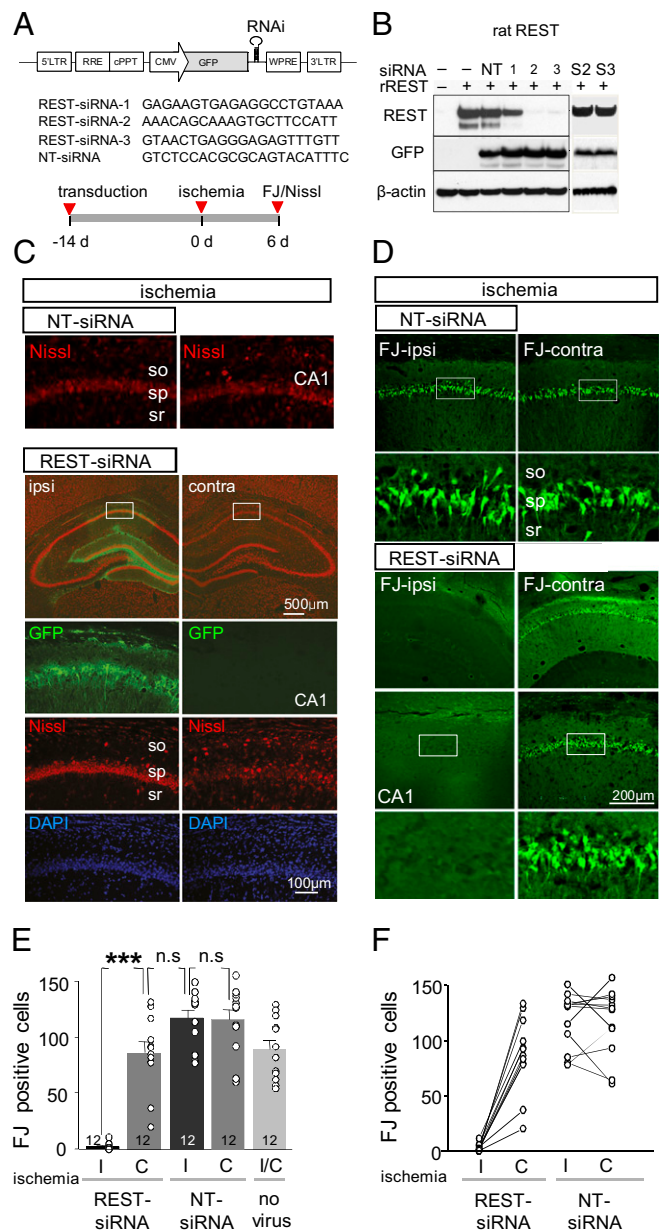 A
RNAi
5'LTR RRE cPPT CMV GFP WPRE 3'LTR
REST-siRNA-1 GAGAAGTGAGAGGCCTGTAAA
REST-siRNA-2 AAACAGCAAAGTGCTTCCATT
REST-siRNA-3 GTAACTGAGGGAGAGTTTGTT
NT-siRNA GTCTCCACGCGCAGTACATTTC
transduction ischemia FJ/Nissl
-14 d 0 d 6 d
B
rat REST
siRNA – – NT 1 2 3 S2 S3
rREST – + + + + + + +
REST
GFP
β-actin
C
ischemia
NT-siRNA
Nissl Nissl
so
sp
sr
CA1
REST-siRNA
ipsi contra
500µm
GFP
CA1
Nissl Nissl
so
sp
sr
DAPI DAPI
100µm
D
ischemia
NT-siRNA
FJ-ipsi FJ-contra
so
sp
sr
REST-siRNA
FJ-ipsi FJ-contra
CA1
200µm
E
*** n.s n.s
FJ positive cells
150
100
50
0
12 12 12 12 12
I C I C I/C
ischemia
REST-siRNA
NT-siRNA
no virus
F
FJ positive cells
150
100
50
0
I C I C
ischemia
REST-siRNA
NT-siRNA